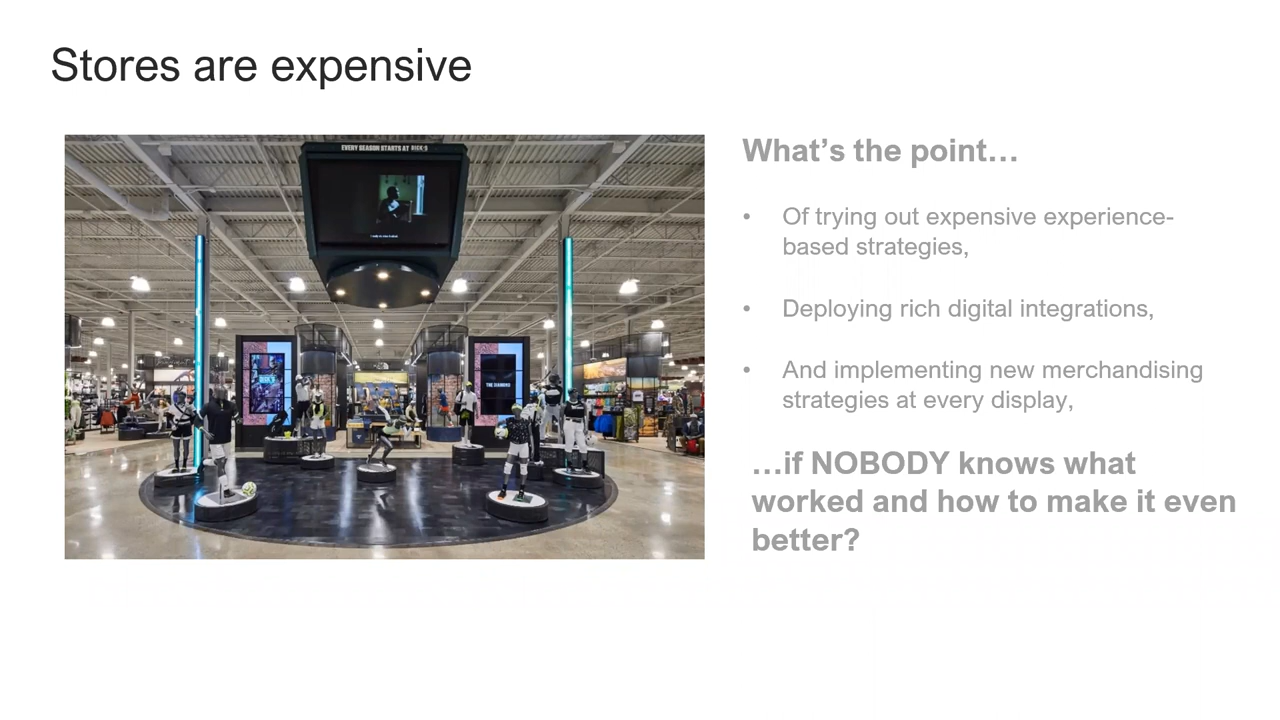 Stores are expensive
EVERY SEASON STARTS AT DICK'S
What's the point…
• Of trying out expensive experience-
based strategies,
• Deploying rich digital integrations,
• And implementing new merchandising
strategies at every display,
…if NOBODY knows what
worked and how to make it even
better?